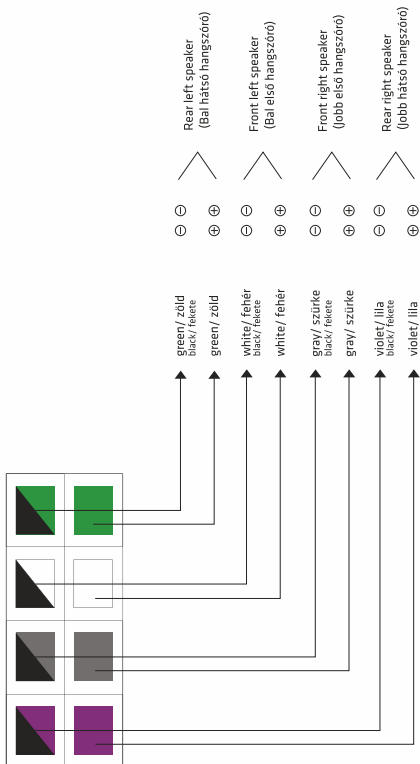 Rear left speaker
(Bal hátsó hangszóró)
Front left speaker
(Bal első hangszóró)
Front right speaker
(Jobb első hangszóró)
Rear right speaker
(Jobb hátsó hangszóró)
⊖ ⊖
⊕ ⊕
⊖ ⊖
⊕ ⊕
⊖ ⊖
⊕ ⊕
⊖ ⊖
⊕ ⊕
green/ zöld
black/ fekete
green/ zöld
white/ fehér
black/ fekete
white/ fehér
gray/ szürke
black/ fekete
gray/ szürke
violet/ lila
black/ fekete
violet/ lila